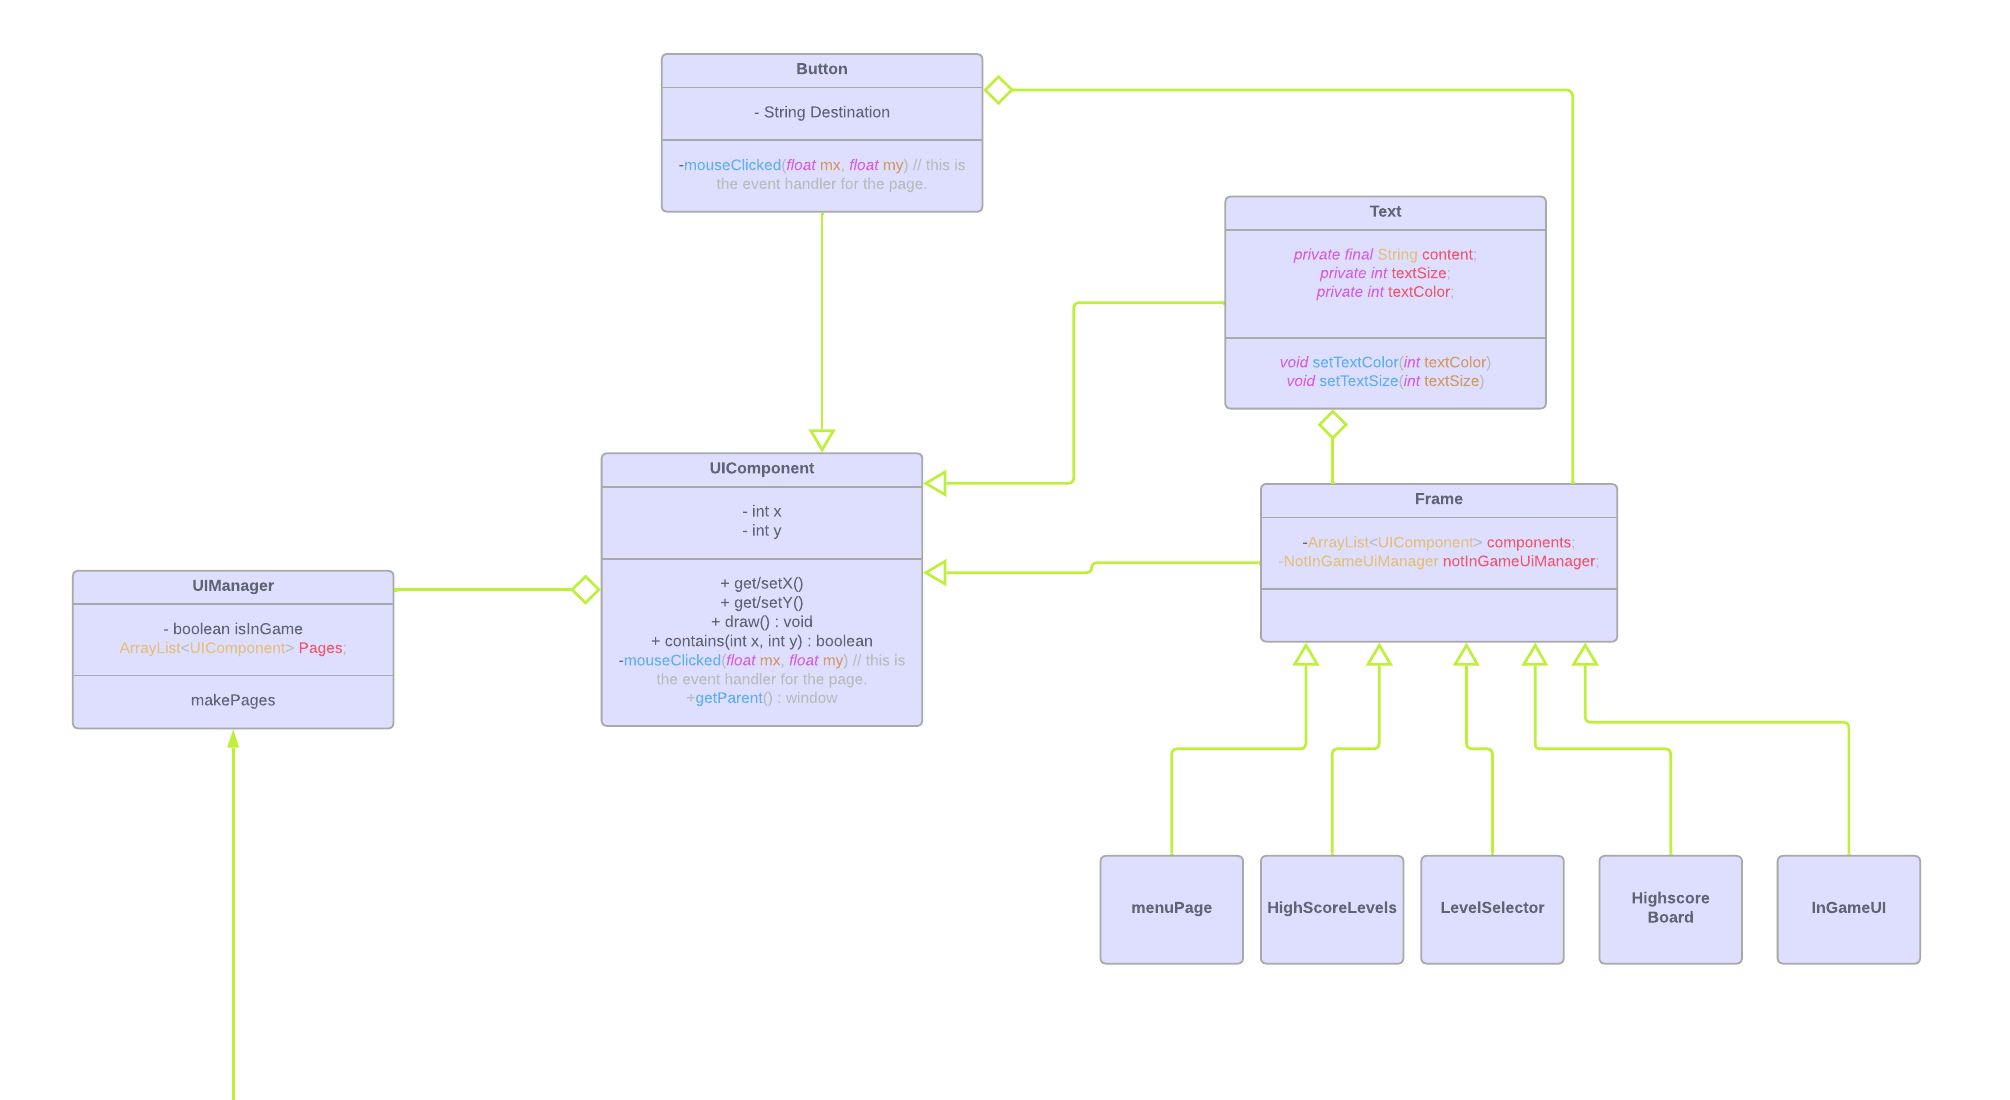 Button
- String Destination
-mouseClicked(float mx, float my) // this is
the event handler for the page.
Text
private final String content;
private int textSize;
private int textColor;
void setTextColor(int textColor)
void setTextSize(int textSize)
UIComponent
- int x
- int y
+ get/setX()
+ get/setY()
+ draw() : void
+ contains(int x, int y) : boolean
-mouseClicked(float mx, float my) // this is
the event handler for the page.
+getParent() : window
Frame
-ArrayList<UIComponent> components;
-NotInGameUiManager notInGameUiManager;
UIManager
- boolean isInGame
ArrayList<UIComponent> Pages;
makePages
menuPage
HighScoreLevels
LevelSelector
Highscore
Board
InGameUI